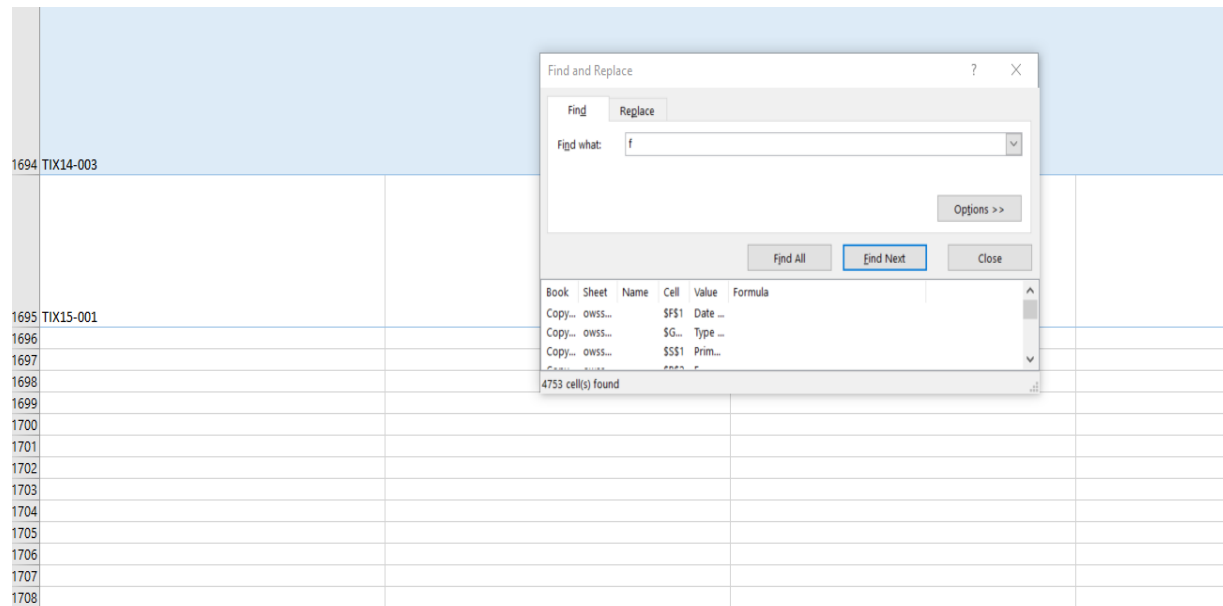 Find and Replace ? X
Find Replace
Find what: f
1694 TIX14-003
Options >>
Find All Find Next Close
Book Sheet Name Cell Value Formula
Copy... owss... $F$1 Date ...
1695 TIX15-001
Copy... owss... $G... Type ...
1696
Copy... owss... $S$1 Prim...
1697
1698
4753 cell(s) found
1699
1700
1701
1702
1703
1704
1705
1706
1707
1708